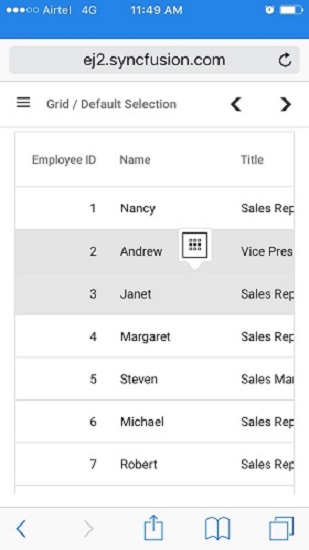 Airtel 4G 11:49 AM
ej2.syncfusion.com
Grid / Default Selection
Employee ID Name Title
1 Nancy Sales Rep
2 Andrew Vice Pres
3 Janet Sales Rep
4 Margaret Sales Rep
5 Steven Sales Ma
6 Michael Sales Rep
7 Robert Sales Rep